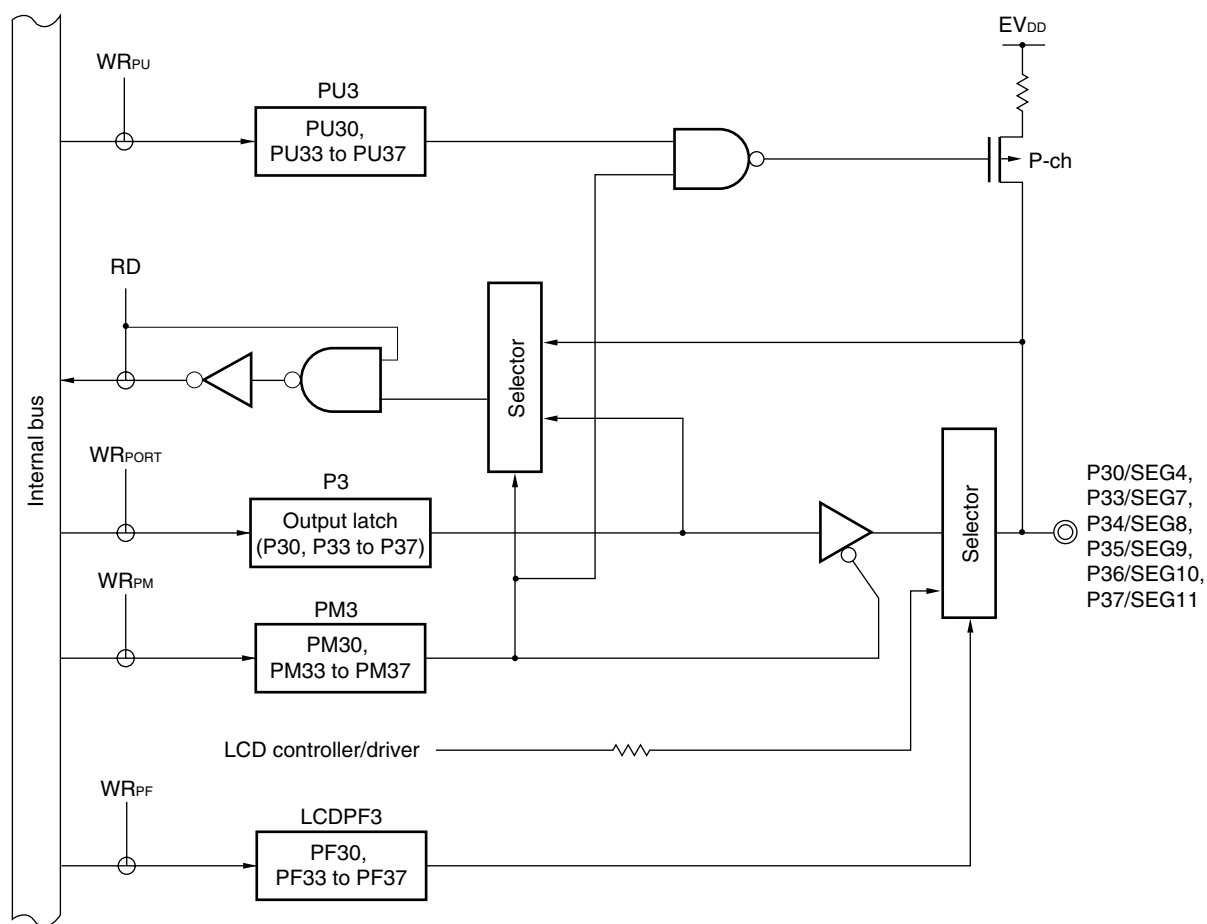 EVDD
WRPU
PU3
PU30,
PU33 to PU37
P-ch
RD
Selector
Internal bus
WRPORT
P3
Output latch
(P30, P33 to P37)
Selector
P30/SEG4,
P33/SEG7,
P34/SEG8,
P35/SEG9,
P36/SEG10,
P37/SEG11
WRPM
PM3
PM30,
PM33 to PM37
LCD controller/driver
WRPF
LCDPF3
PF30,
PF33 to PF37